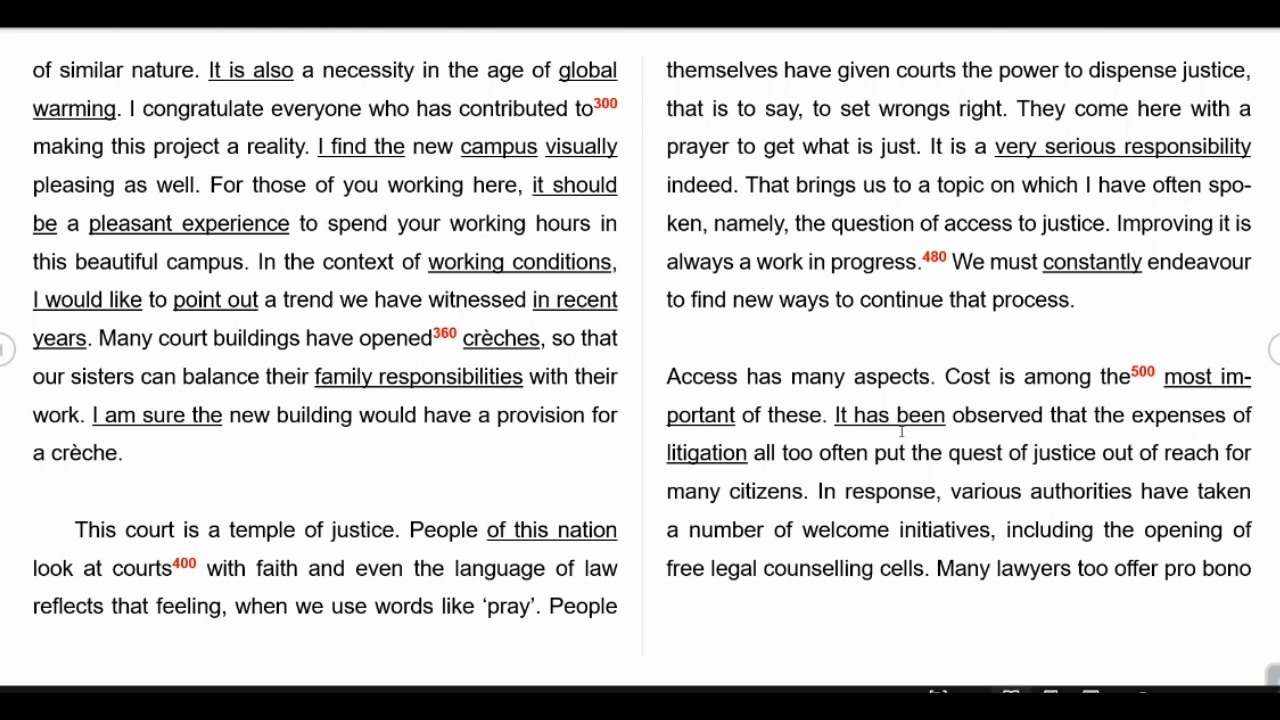 of similar nature. It is also a necessity in the age of global
warming. I congratulate everyone who has contributed to300
making this project a reality. I find the new campus visually
pleasing as well. For those of you working here, it should
be a pleasant experience to spend your working hours in
this beautiful campus. In the context of working conditions,
I would like to point out a trend we have witnessed in recent
years. Many court buildings have opened360 crèches, so that
our sisters can balance their family responsibilities with their
work. I am sure the new building would have a provision for
a crèche.
This court is a temple of justice. People of this nation
look at courts400 with faith and even the language of law
reflects that feeling, when we use words like ‘pray’. People
themselves have given courts the power to dispense justice,
that is to say, to set wrongs right. They come here with a
prayer to get what is just. It is a very serious responsibility
indeed. That brings us to a topic on which I have often spo-
ken, namely, the question of access to justice. Improving it is
always a work in progress.480 We must constantly endeavour
to find new ways to continue that process.
Access has many aspects. Cost is among the500 most im-
portant of these. It has been observed that the expenses of
litigation all too often put the quest of justice out of reach for
many citizens. In response, various authorities have taken
a number of welcome initiatives, including the opening of
free legal counselling cells. Many lawyers too offer pro bono